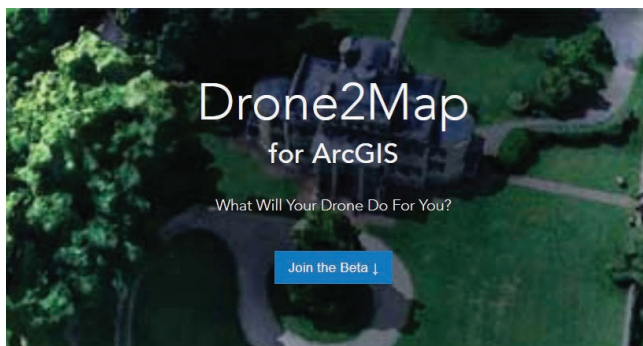 Drone2Map
for ArcGIS
What Will Your Drone Do For You?
Join the Beta ↓